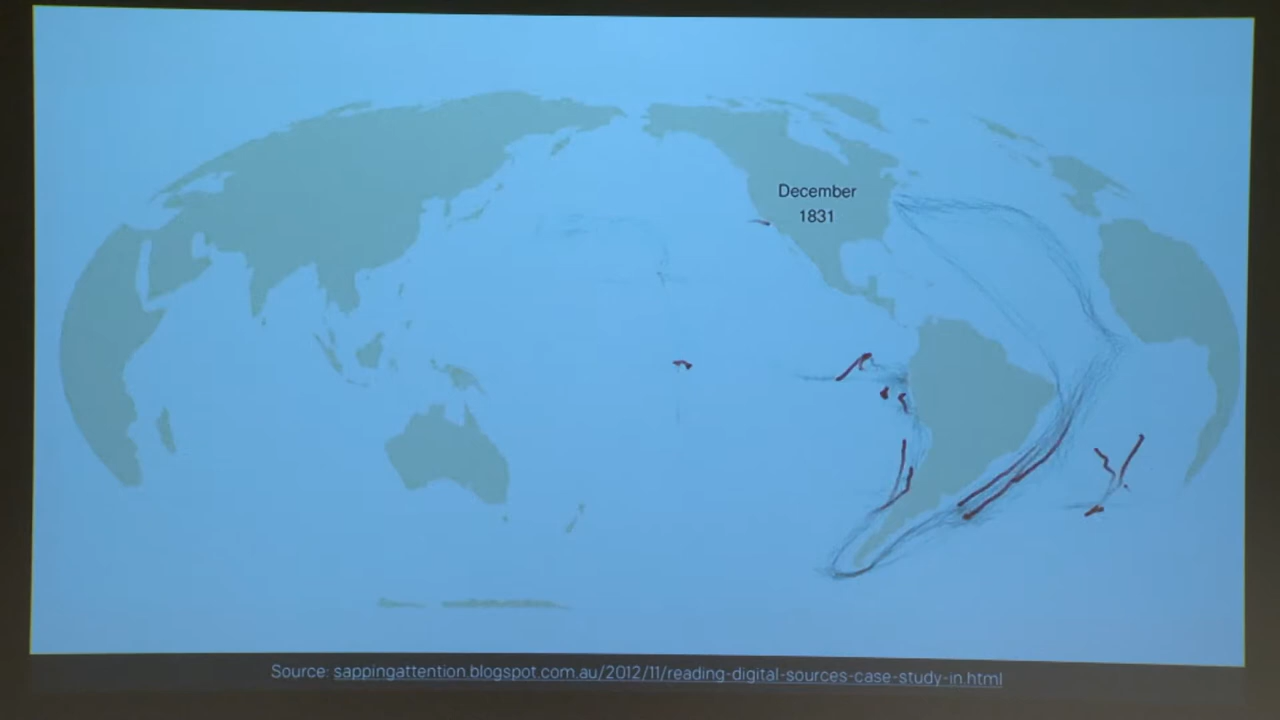 December
1831
Source: sappingattention.blogspot.com.au/2012/11/reading-digital-sources-case-study-in.html